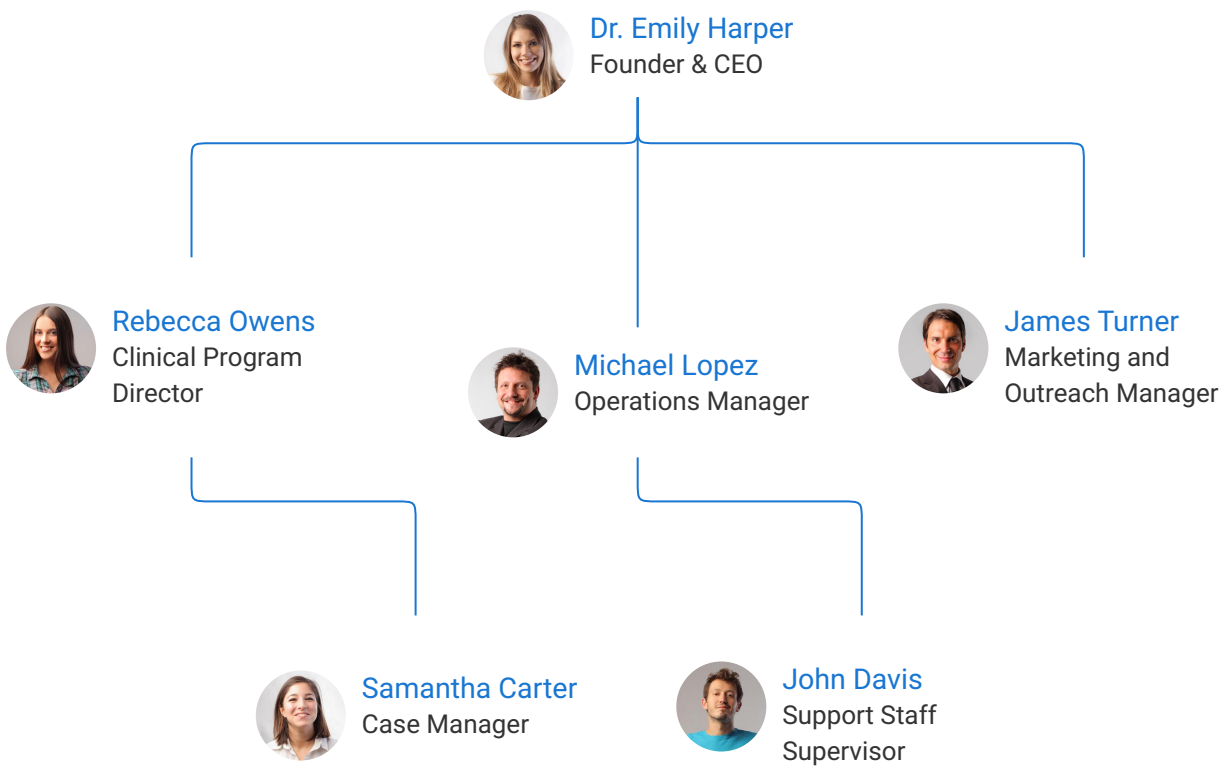 Dr. Emily Harper
Founder & CEO
Rebecca Owens
Clinical Program
Director
Michael Lopez
Operations Manager
James Turner
Marketing and
Outreach Manager
Samantha Carter
Case Manager
John Davis
Support Staff
Supervisor